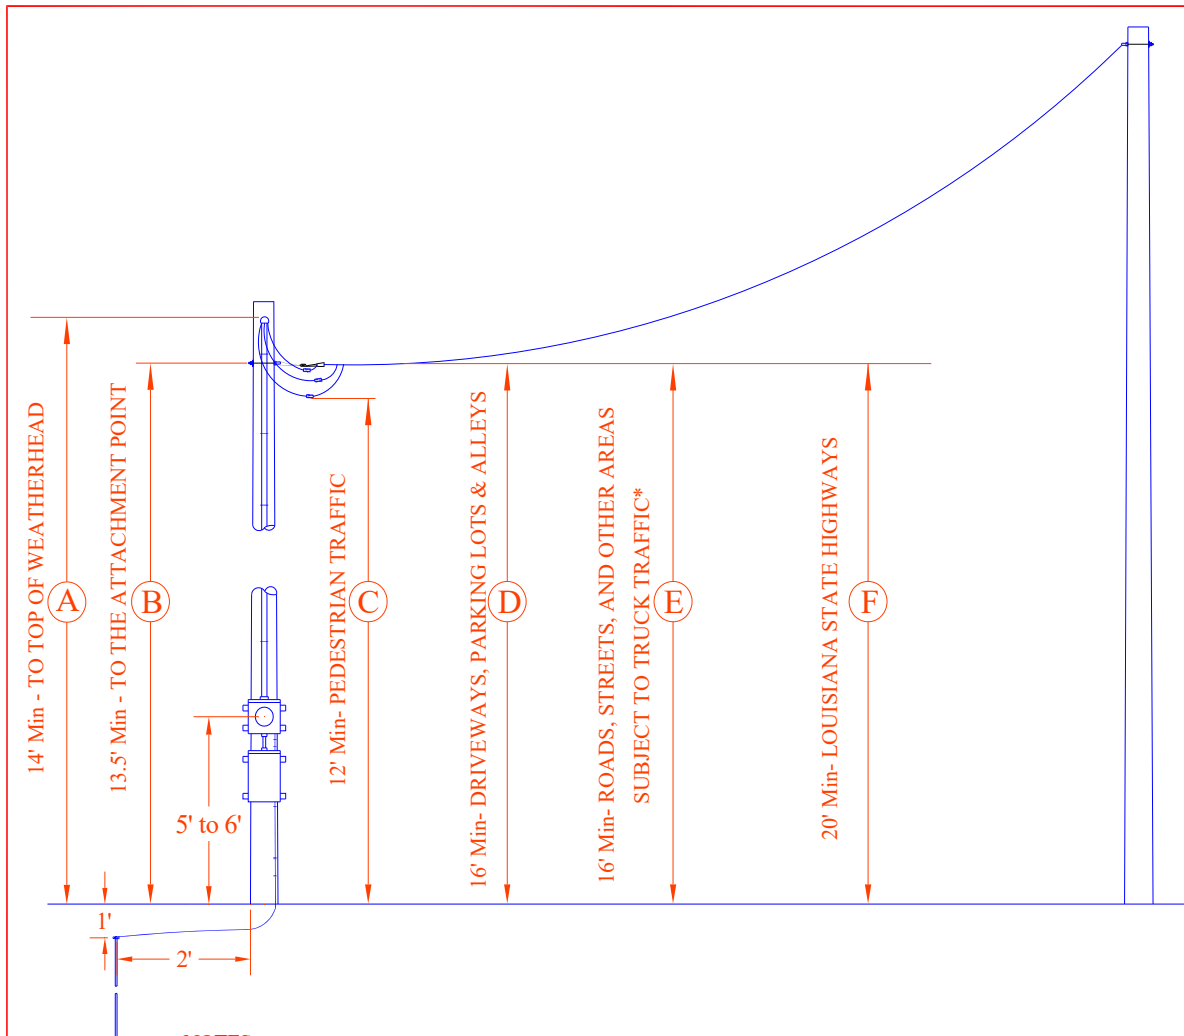 14' Min - TO TOP OF WEATHERHEAD
A
13.5' Min - TO THE ATTACHMENT POINT
B
12' Min- PEDESTRIAN TRAFFIC
C
16' Min- DRIVEWAYS, PARKING LOTS & ALLEYS
D
16' Min- ROADS, STREETS, AND OTHER AREAS
SUBJECT TO TRUCK TRAFFIC*
E
20' Min- LOUISIANA STATE HIGHWAYS
F
5' to 6'
1'
2'